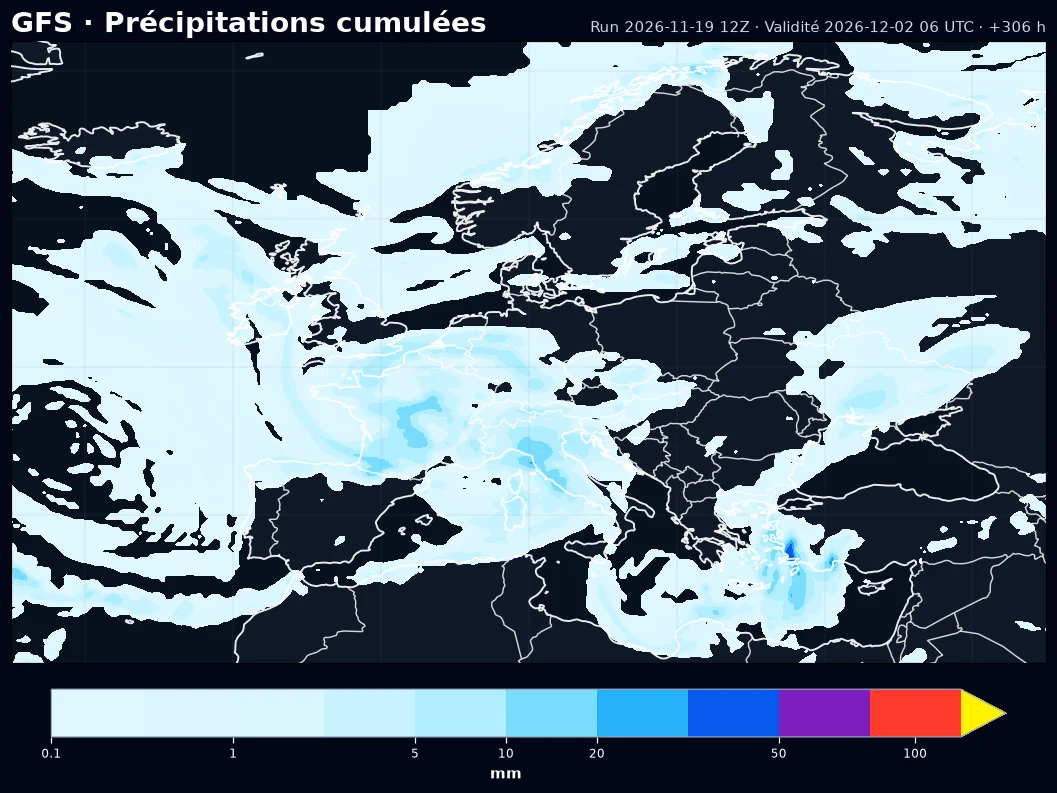 GFS · Précipitations cumulées
Run 2026-11-19 12Z · Validité 2026-12-02 06 UTC · +306 h
0.1 1 5 10 20 50 100
mm